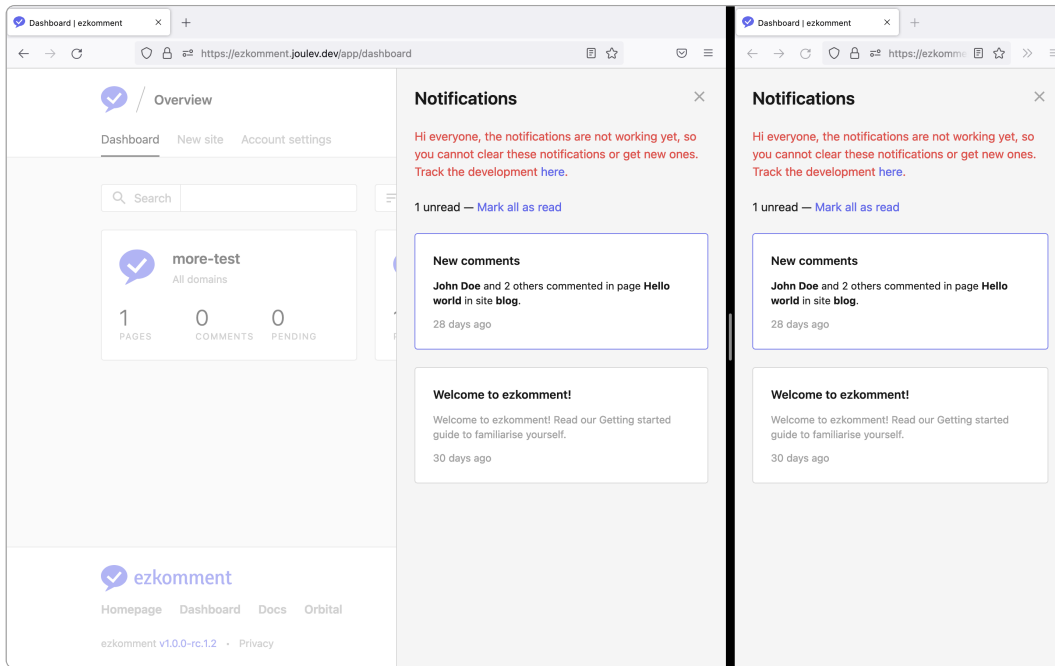 Dashboard | ezkomment
https://ezkomment.joulev.dev/app/dashboard
Overview
Dashboard New site Account settings
Search
more-test
All domains
1 0 0
PAGES COMMENTS PENDING
ezkomment
Homepage Dashboard Docs Orbital
ezkomment v1.0.0-rc.1.2 · Privacy
Notifications
Hi everyone, the notifications are not working yet, so
you cannot clear these notifications or get new ones.
Track the development here.
1 unread — Mark all as read
New comments
John Doe and 2 others commented in page Hello
world in site blog.
28 days ago
Welcome to ezkomment!
Welcome to ezkomment! Read our Getting started
guide to familiarise yourself.
30 days ago
Dashboard | ezkomment
https://ezkomme
Notifications
Hi everyone, the notifications are not working yet, so
you cannot clear these notifications or get new ones.
Track the development here.
1 unread — Mark all as read
New comments
John Doe and 2 others commented in page Hello
world in site blog.
28 days ago
Welcome to ezkomment!
Welcome to ezkomment! Read our Getting started
guide to familiarise yourself.
30 days ago